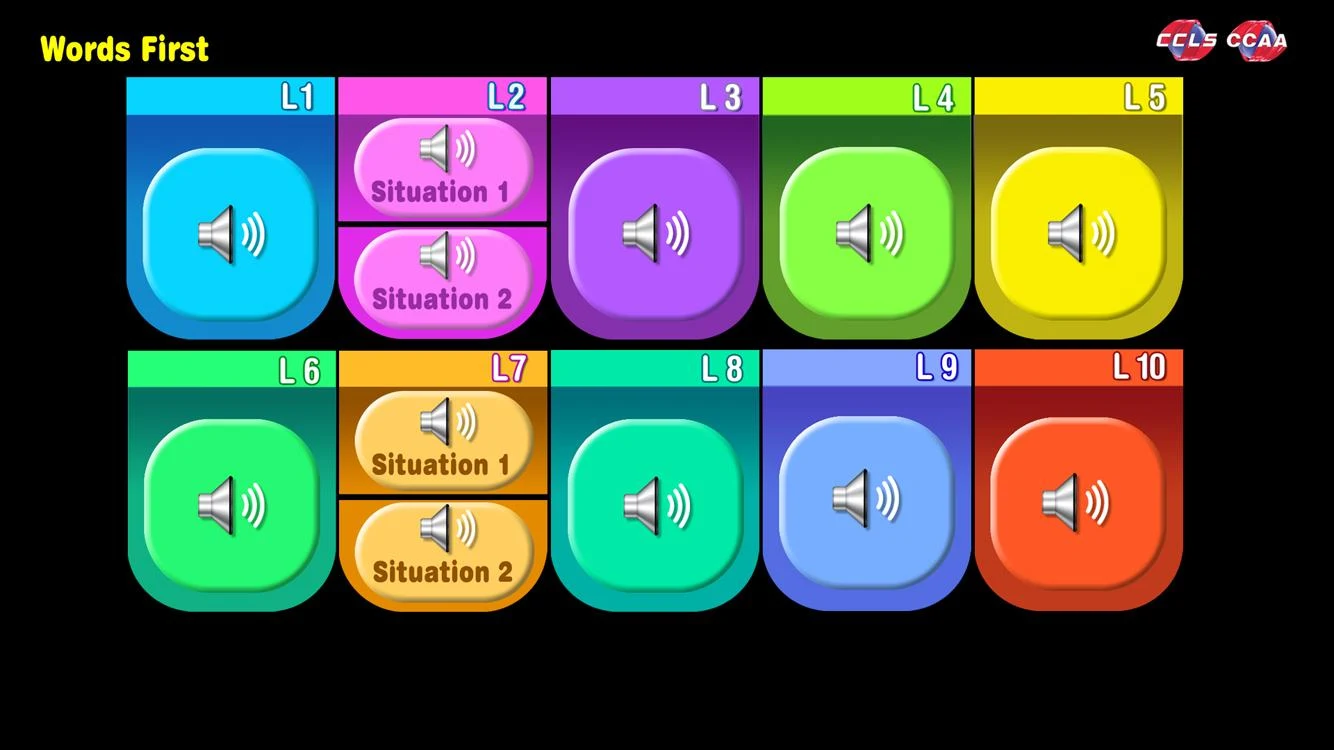 Words First
CCLS CCAA
L1
L2
L 3
L 4
L 5
Situation 1
Situation 2
L 6
L7
L 8
L 9
L 10
Situation 1
Situation 2